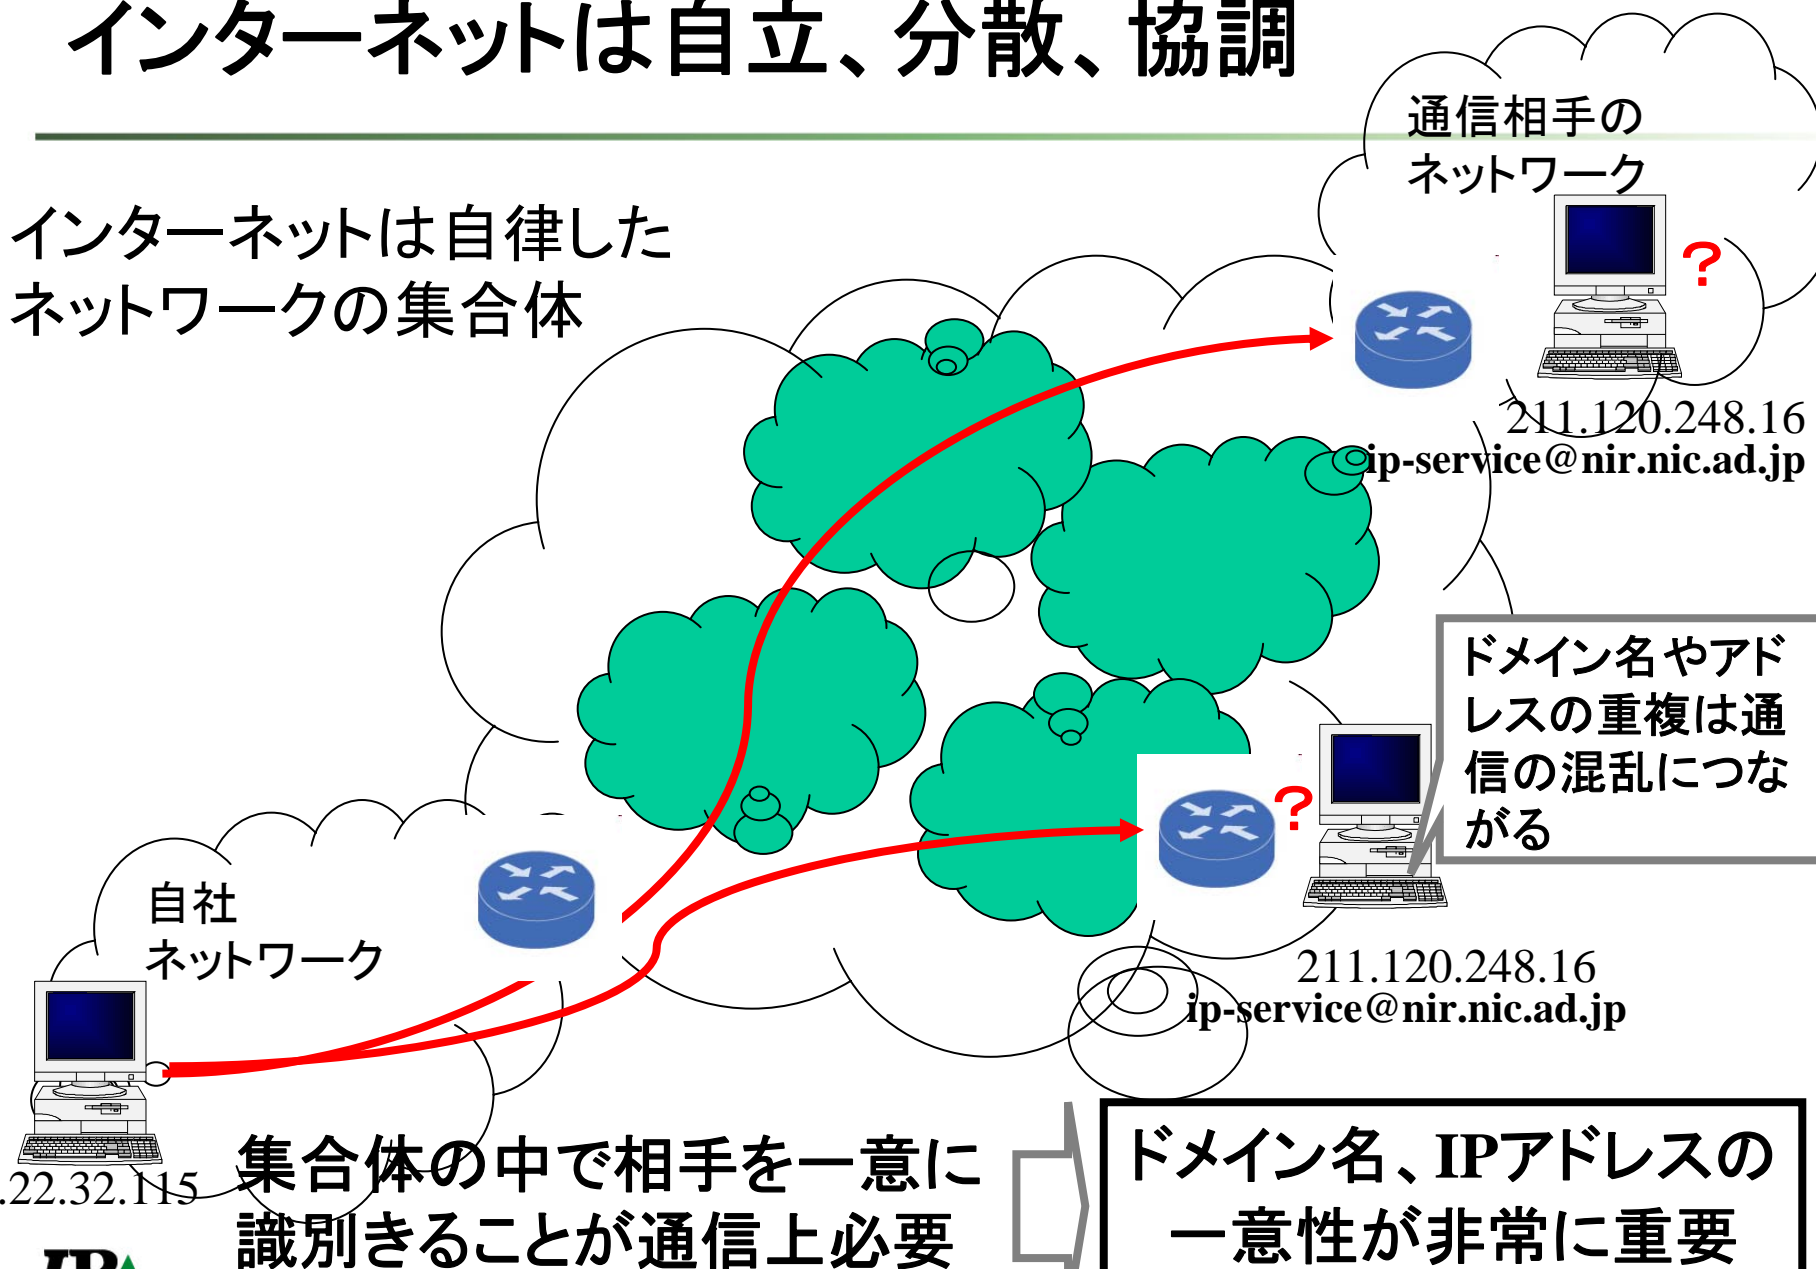 インターネットは自立、分散、協調
通信相手の
ネットワーク
インターネットは自律した
ネットワークの集合体
?
211.120.248.16
ip-service@nir.nic.ad.jp
ドメイン名やアド
レスの重複は通
信の混乱につな
がる
?
自社
ネットワーク
211.120.248.16
ip-service@nir.nic.ad.jp
.22.32.115
集合体の中で相手を一意に
識別きることが通信上必要
ドメイン名、IPアドレスの
一意性が非常に重要